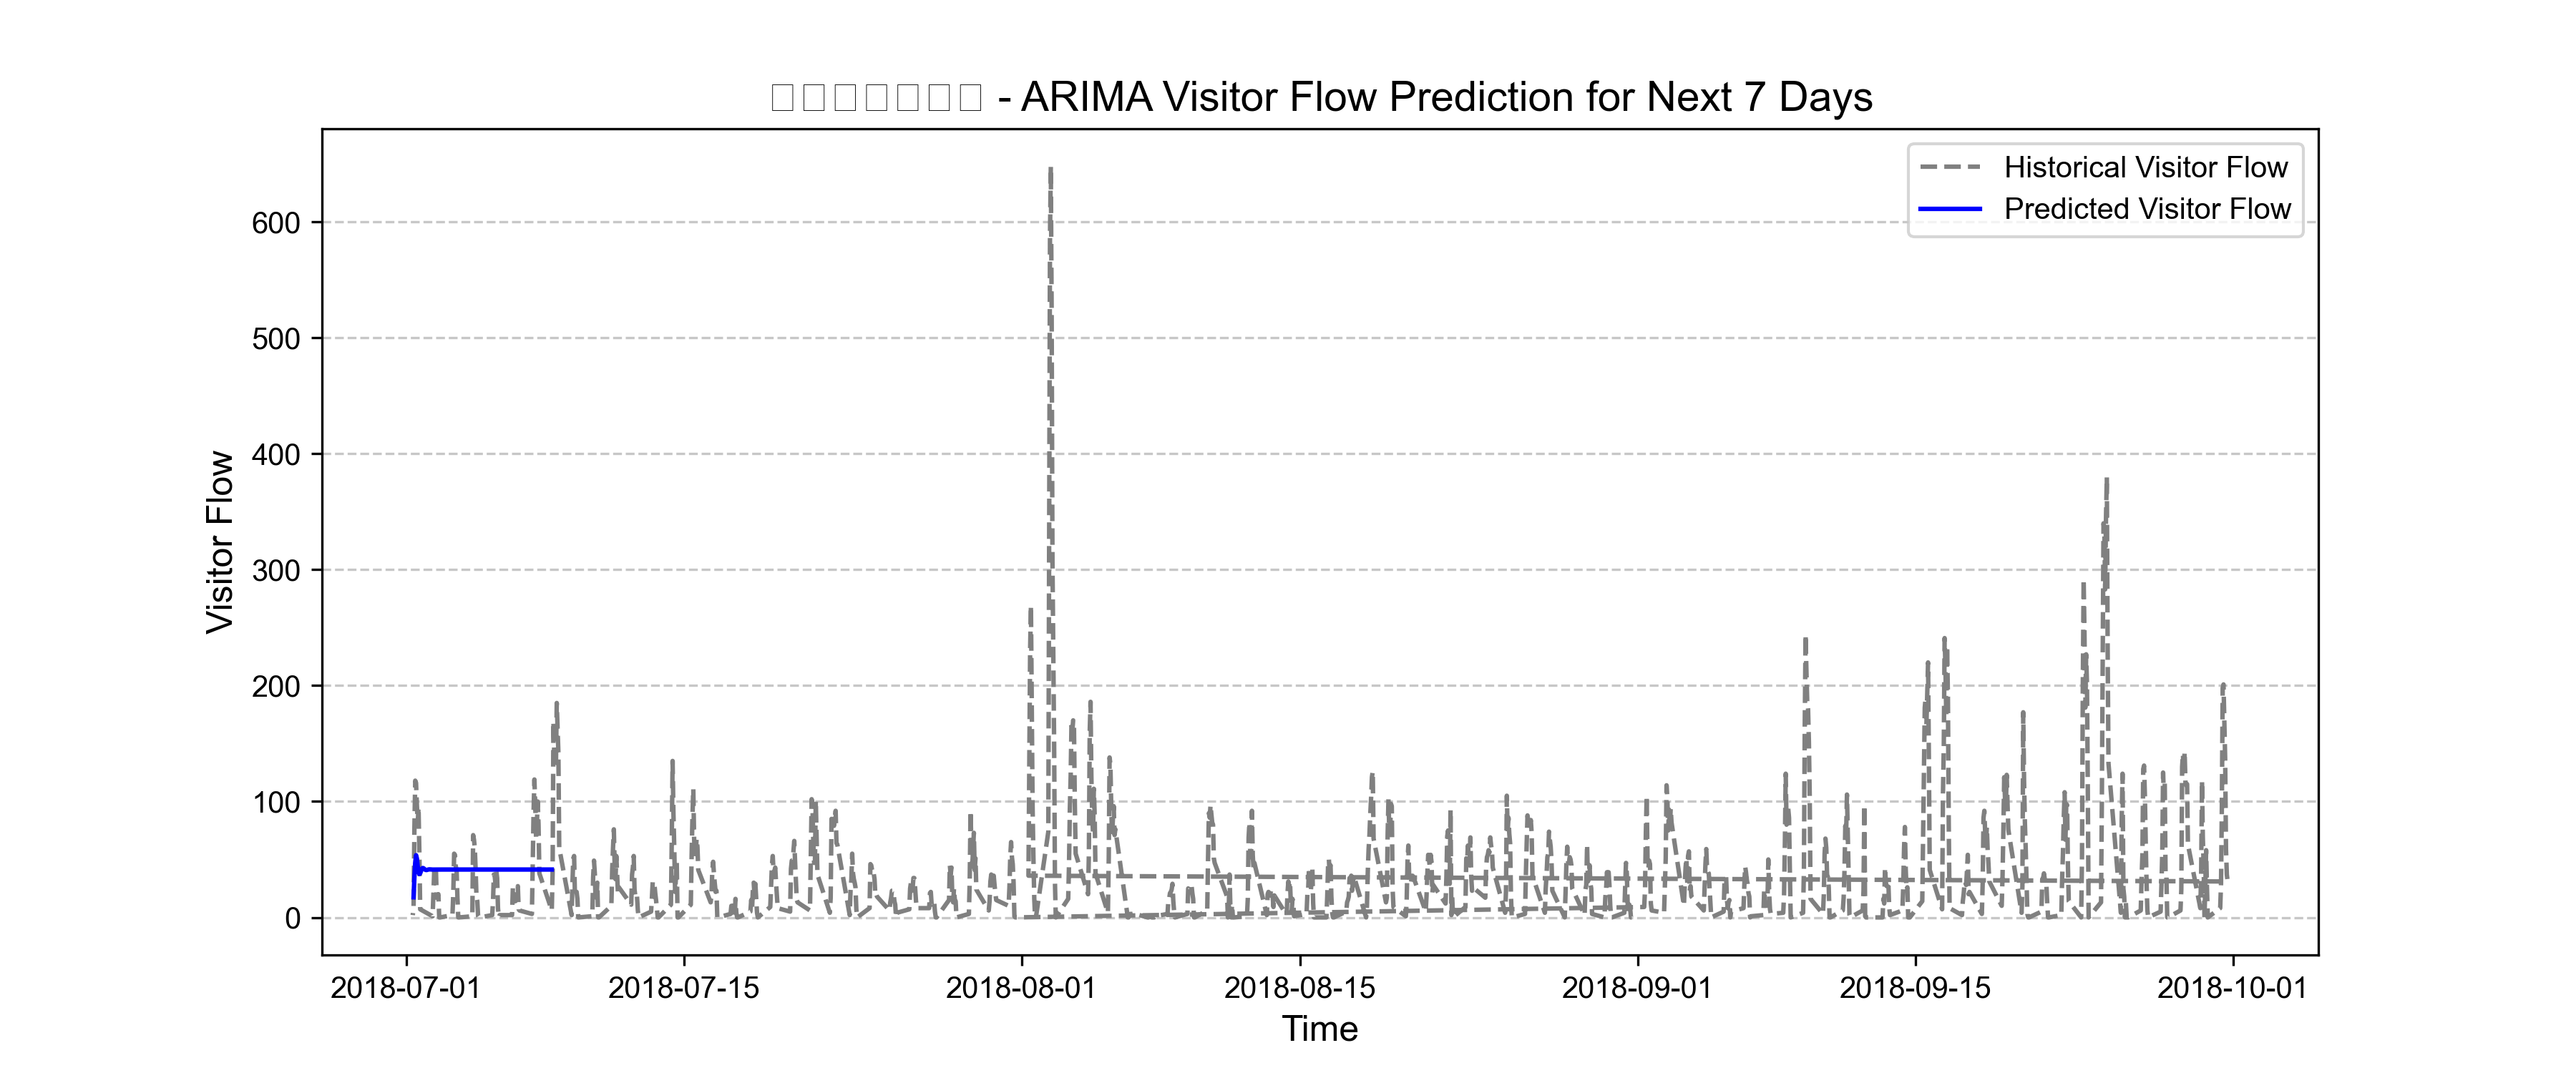 - ARIMA Visitor Flow Prediction for Next 7 Days
Historical Visitor Flow
Predicted Visitor Flow
Visitor Flow
600
500
400
300
200
100
0
2018-07-01 2018-07-15 2018-08-01 2018-08-15 2018-09-01 2018-09-15 2018-10-01
Time